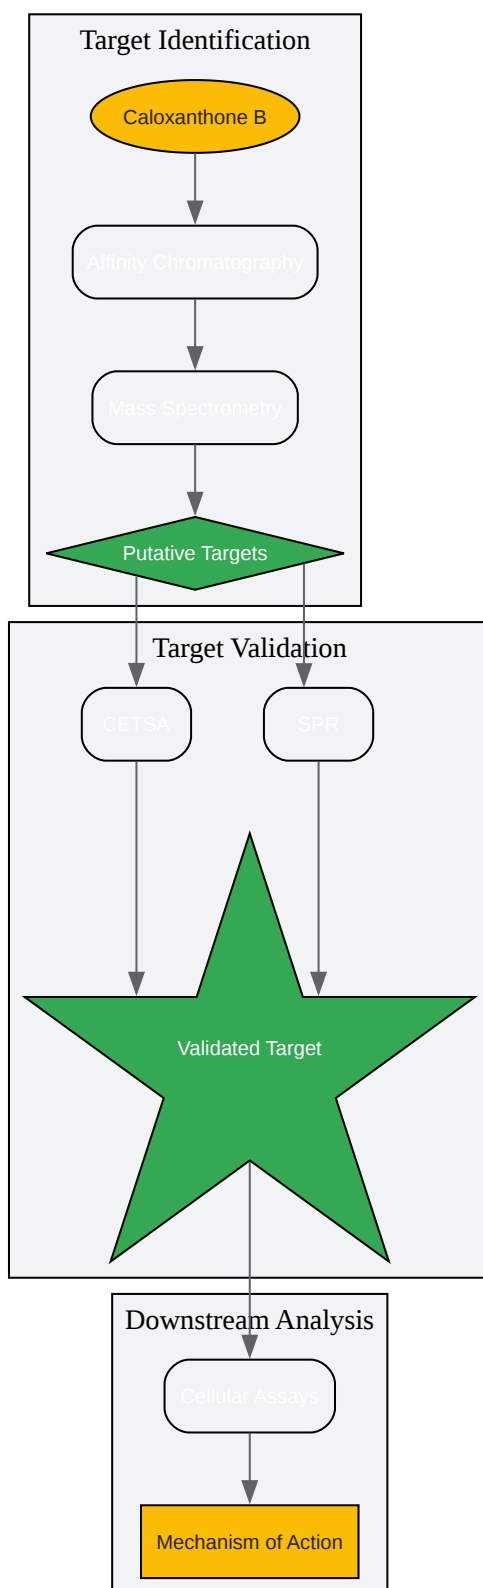 Target Identification
Caloxanthone B
Affinity Chromatography
Mass Spectrometry
Putative Targets
Target Validation
CETSA
SPR
Validated Target
Downstream Analysis
Cellular Assays
Mechanism of Action